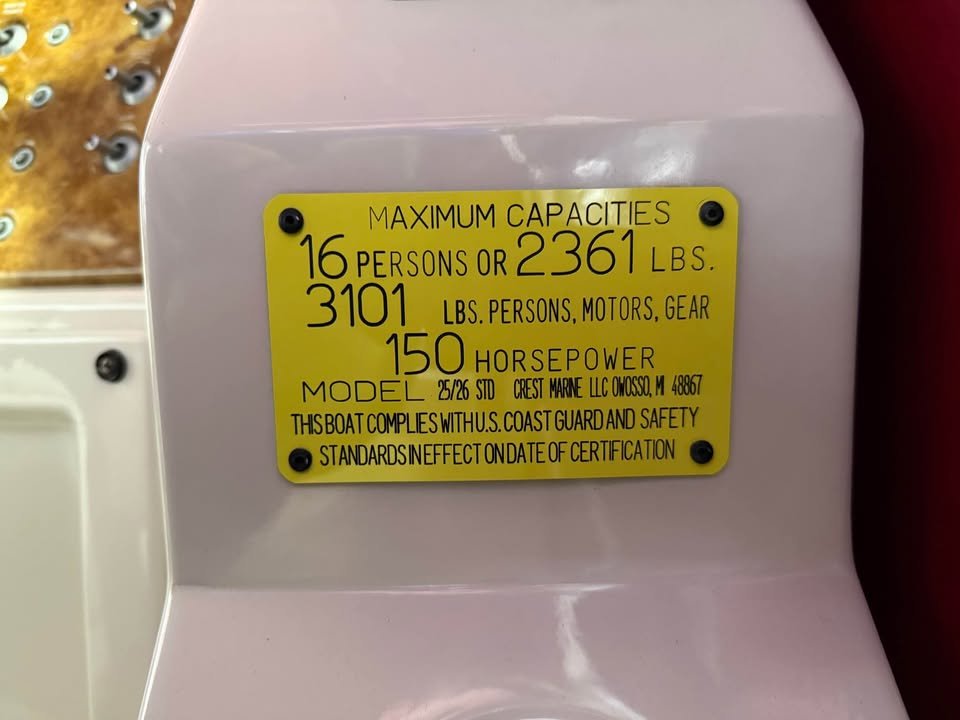 MAXIMUM CAPACITIES
16 PERSONS OR 2361 LBS.
3101 LBS. PERSONS, MOTORS, GEAR
150 HORSEPOWER
MODEL 25/26 STD CREST MARINE LLC OWOSSO, MI 48867
THIS BOAT COMPLIES WITH U.S. COAST GUARD AND SAFETY
STANDARDS IN EFFECT ON DATE OF CERTIFICATION